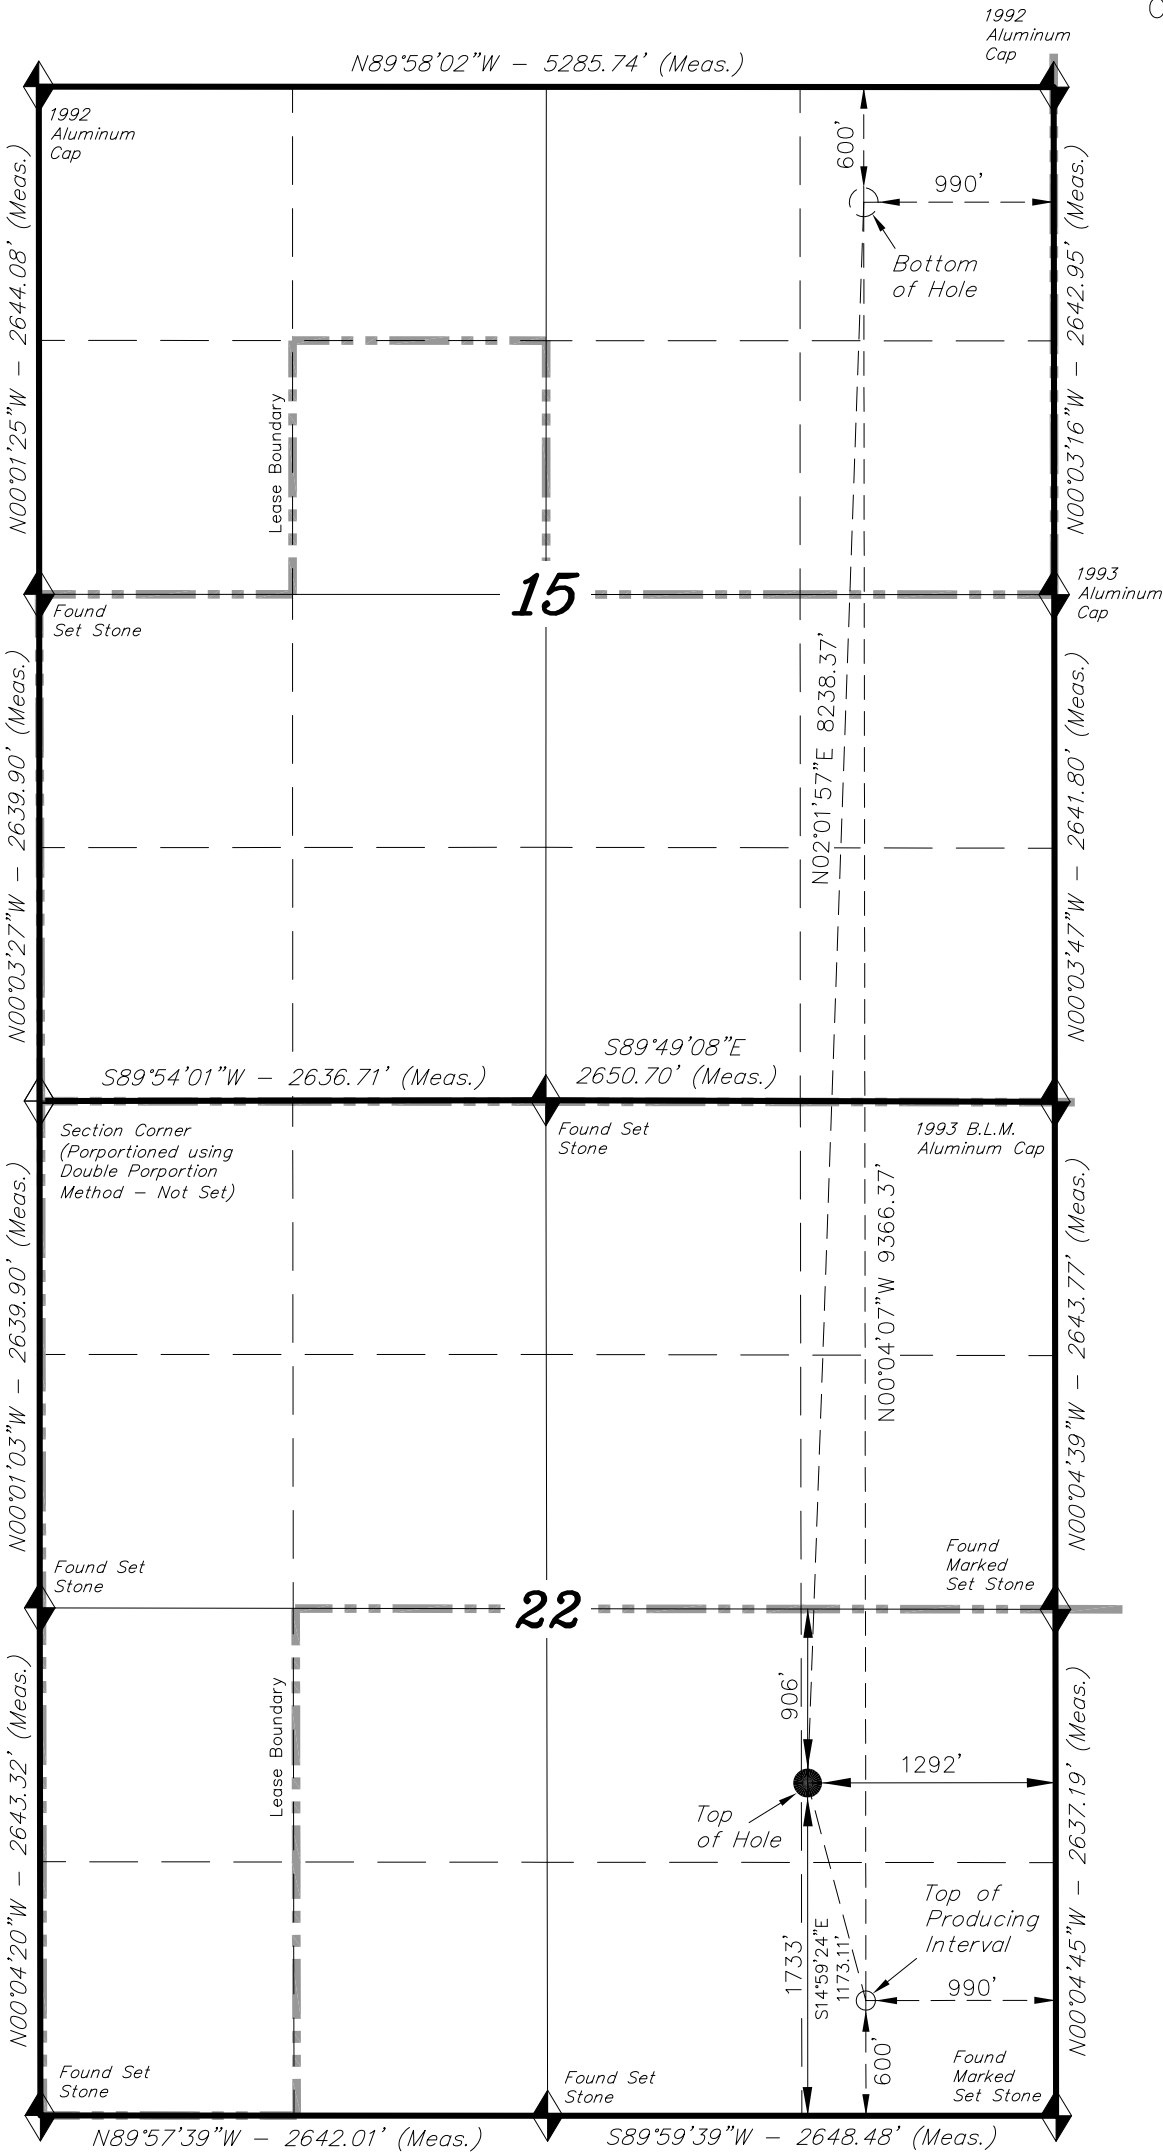 1992
Aluminum
Cap
N89°58'02"W - 5285.74' (Meas.)
1992
Aluminum
Cap
600'
990'
Bottom
of Hole
N00°01'25"W - 2644.08' (Meas.)
N00°03'16"W - 2642.95' (Meas.)
Lease Boundary
15
1993
Aluminum
Cap
Found
Set Stone
N02°01'57"E 8238.37'
N00°03'27"W - 2639.90' (Meas.)
N00°03'47"W - 2641.80' (Meas.)
S89°49'08"E
2650.70' (Meas.)
S89°54'01"W - 2636.71' (Meas.)
Section Corner
(Porportioned using
Double Porportion
Method - Not Set)
Found Set
Stone
1993 B.L.M.
Aluminum Cap
N00°04'07"W 9366.37'
N00°01'03"W - 2639.90' (Meas.)
N00°04'39"W - 2643.77' (Meas.)
Found Set
Stone
Found
Marked
Set Stone
22
906'
Lease Boundary
1292'
Top
of Hole
N00°04'20"W - 2643.32' (Meas.)
N00°04'45"W - 2637.19' (Meas.)
1733'
S14°59'24"E
1173.11'
Top of
Producing
Interval
990'
600'
Found Set
Stone
Found Set
Stone
Found
Marked
Set Stone
N89°57'39"W - 2642.01' (Meas.)
S89°59'39"W - 2648.48' (Meas.)